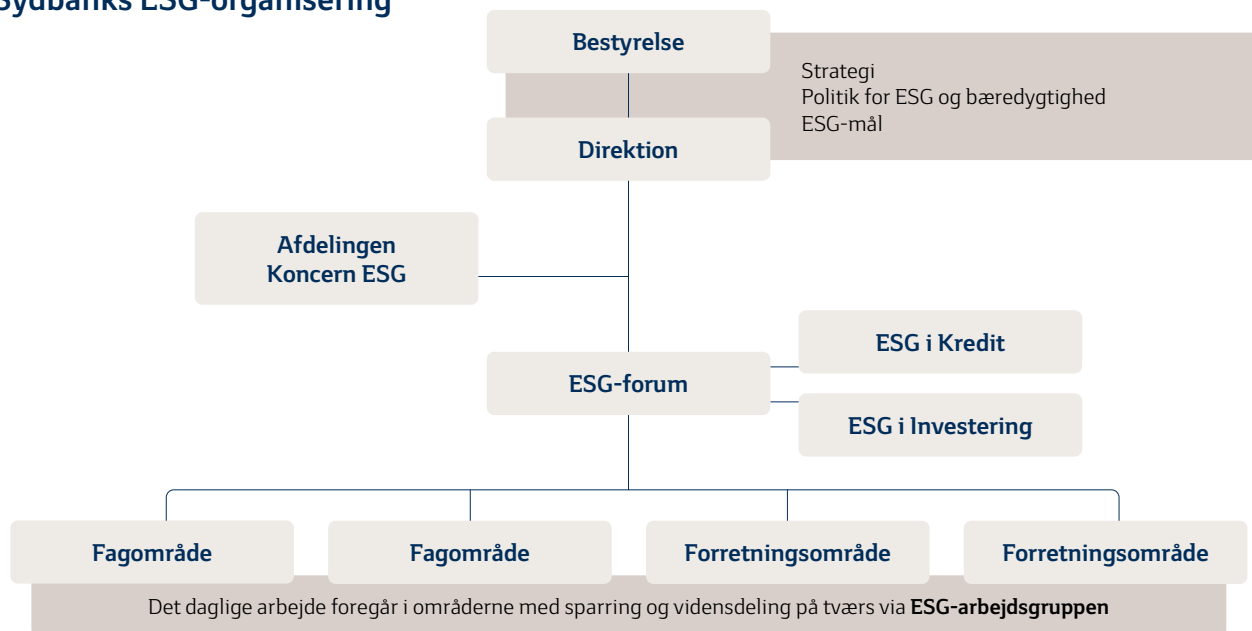 Sydbanks ESG-organisering
Bestyrelse
Strategi
Politik for ESG og bæredygtighed
ESG-mål
Direktion
Afdelingen
Koncern ESG
ESG i Kredit
ESG-forum
ESG i Investering
Fagområde
Fagområde
Forretningsområde
Forretningsområde
Det daglige arbejde foregår i områderne med sparring og vidensdeling på tværs via ESG-arbejdsgruppen